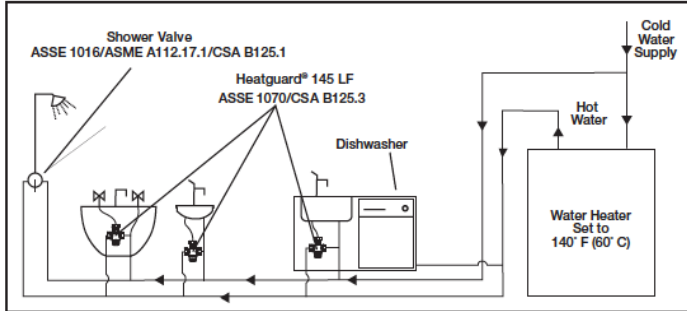 Shower Valve
ASSE 1016/ASME A112.17.1/CSA B125.1
Heatguard® 145 LF
ASSE 1070/CSA B125.3
Dishwasher
Cold
Water
Supply
Hot
Water
Water Heater
Set to
140˚ F (60˚ C)